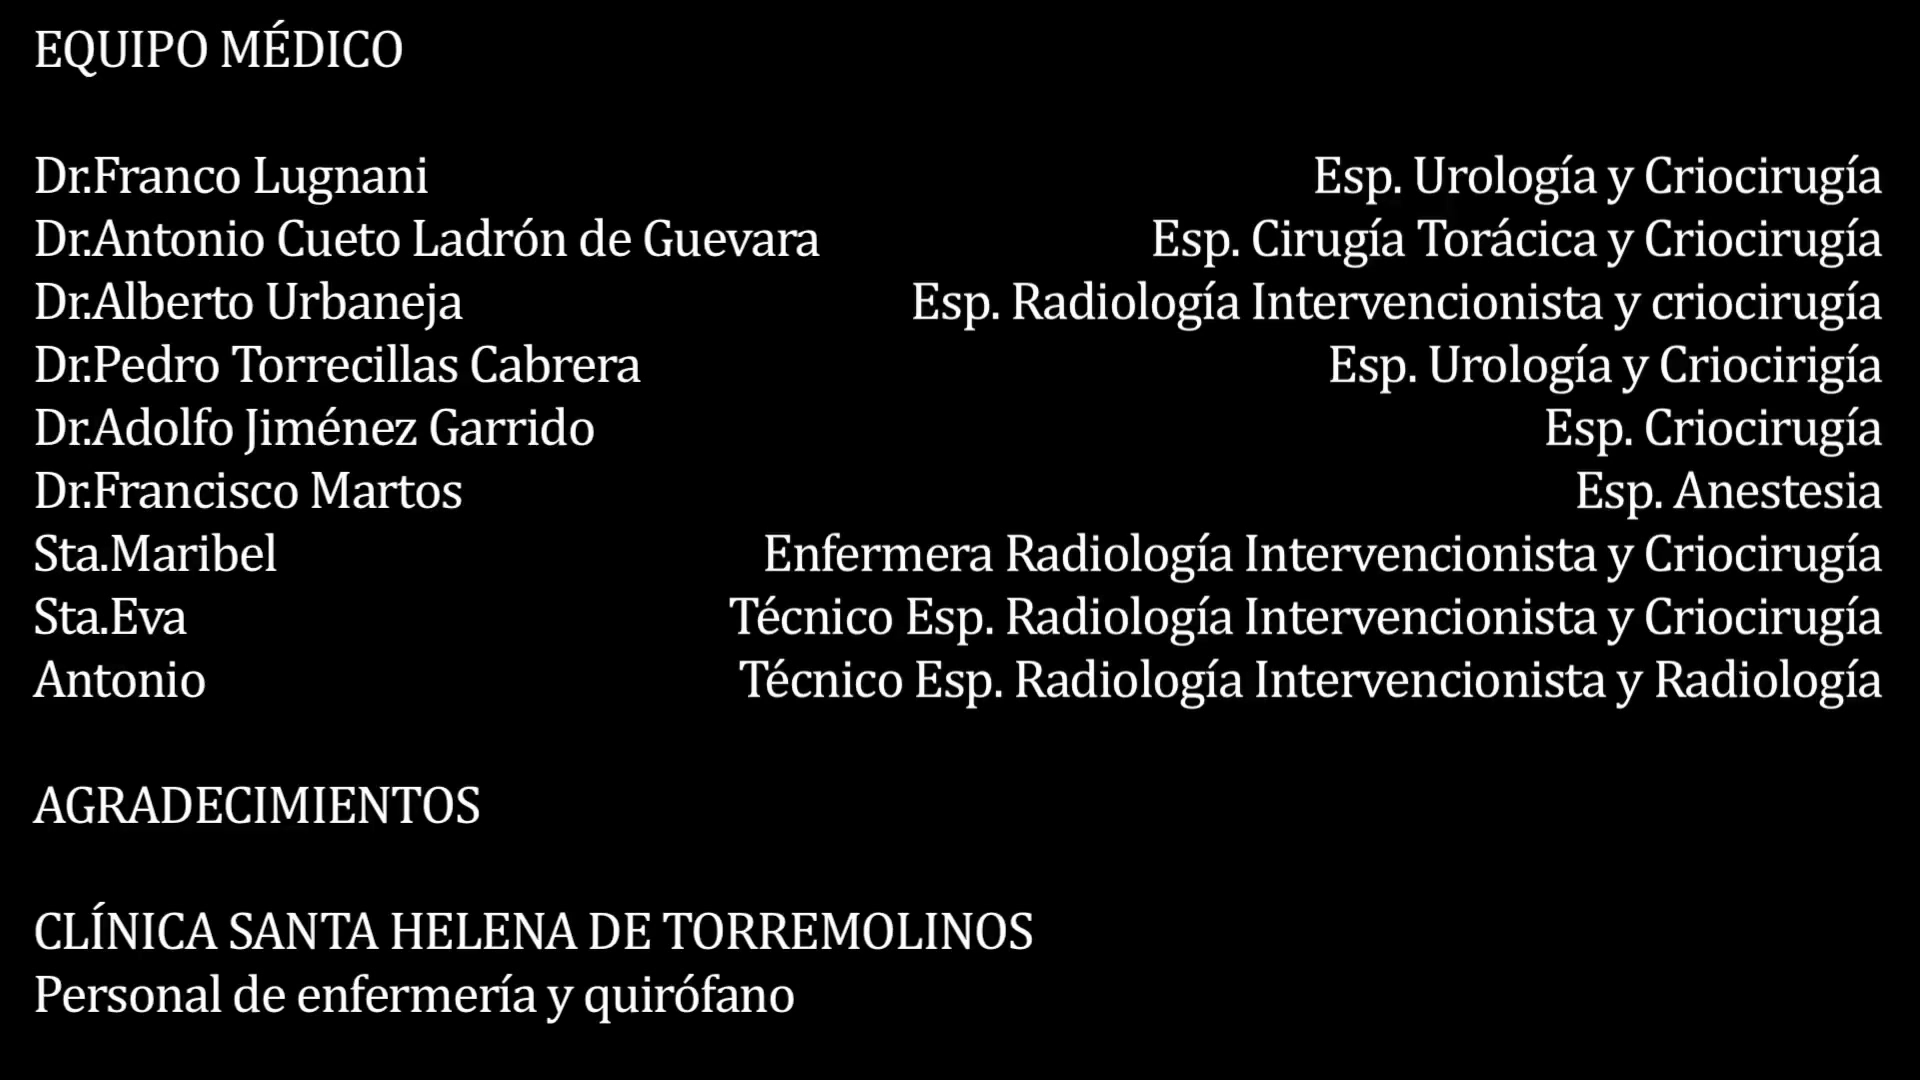 EQUIPO MÉDICO
Dr.Franco Lugnani Esp. Urología y Criocirugía
Dr.Antonio Cueto Ladrón de Guevara Esp. Cirugía Torácica y Criocirugía
Dr.Alberto Urbaneja Esp. Radiología Intervencionista y criocirugía
Dr.Pedro Torrecillas Cabrera Esp. Urología y Criocirigía
Dr.Adolfo Jiménez Garrido Esp. Criocirugía
Dr.Francisco Martos Esp. Anestesia
Sta.Maribel Enfermera Radiología Intervencionista y Criocirugía
Sta.Eva Técnico Esp. Radiología Intervencionista y Criocirugía
Antonio Técnico Esp. Radiología Intervencionista y Radiología
AGRADECIMIENTOS
CLÍNICA SANTA HELENA DE TORREMOLINOS
Personal de enfermería y quirófano